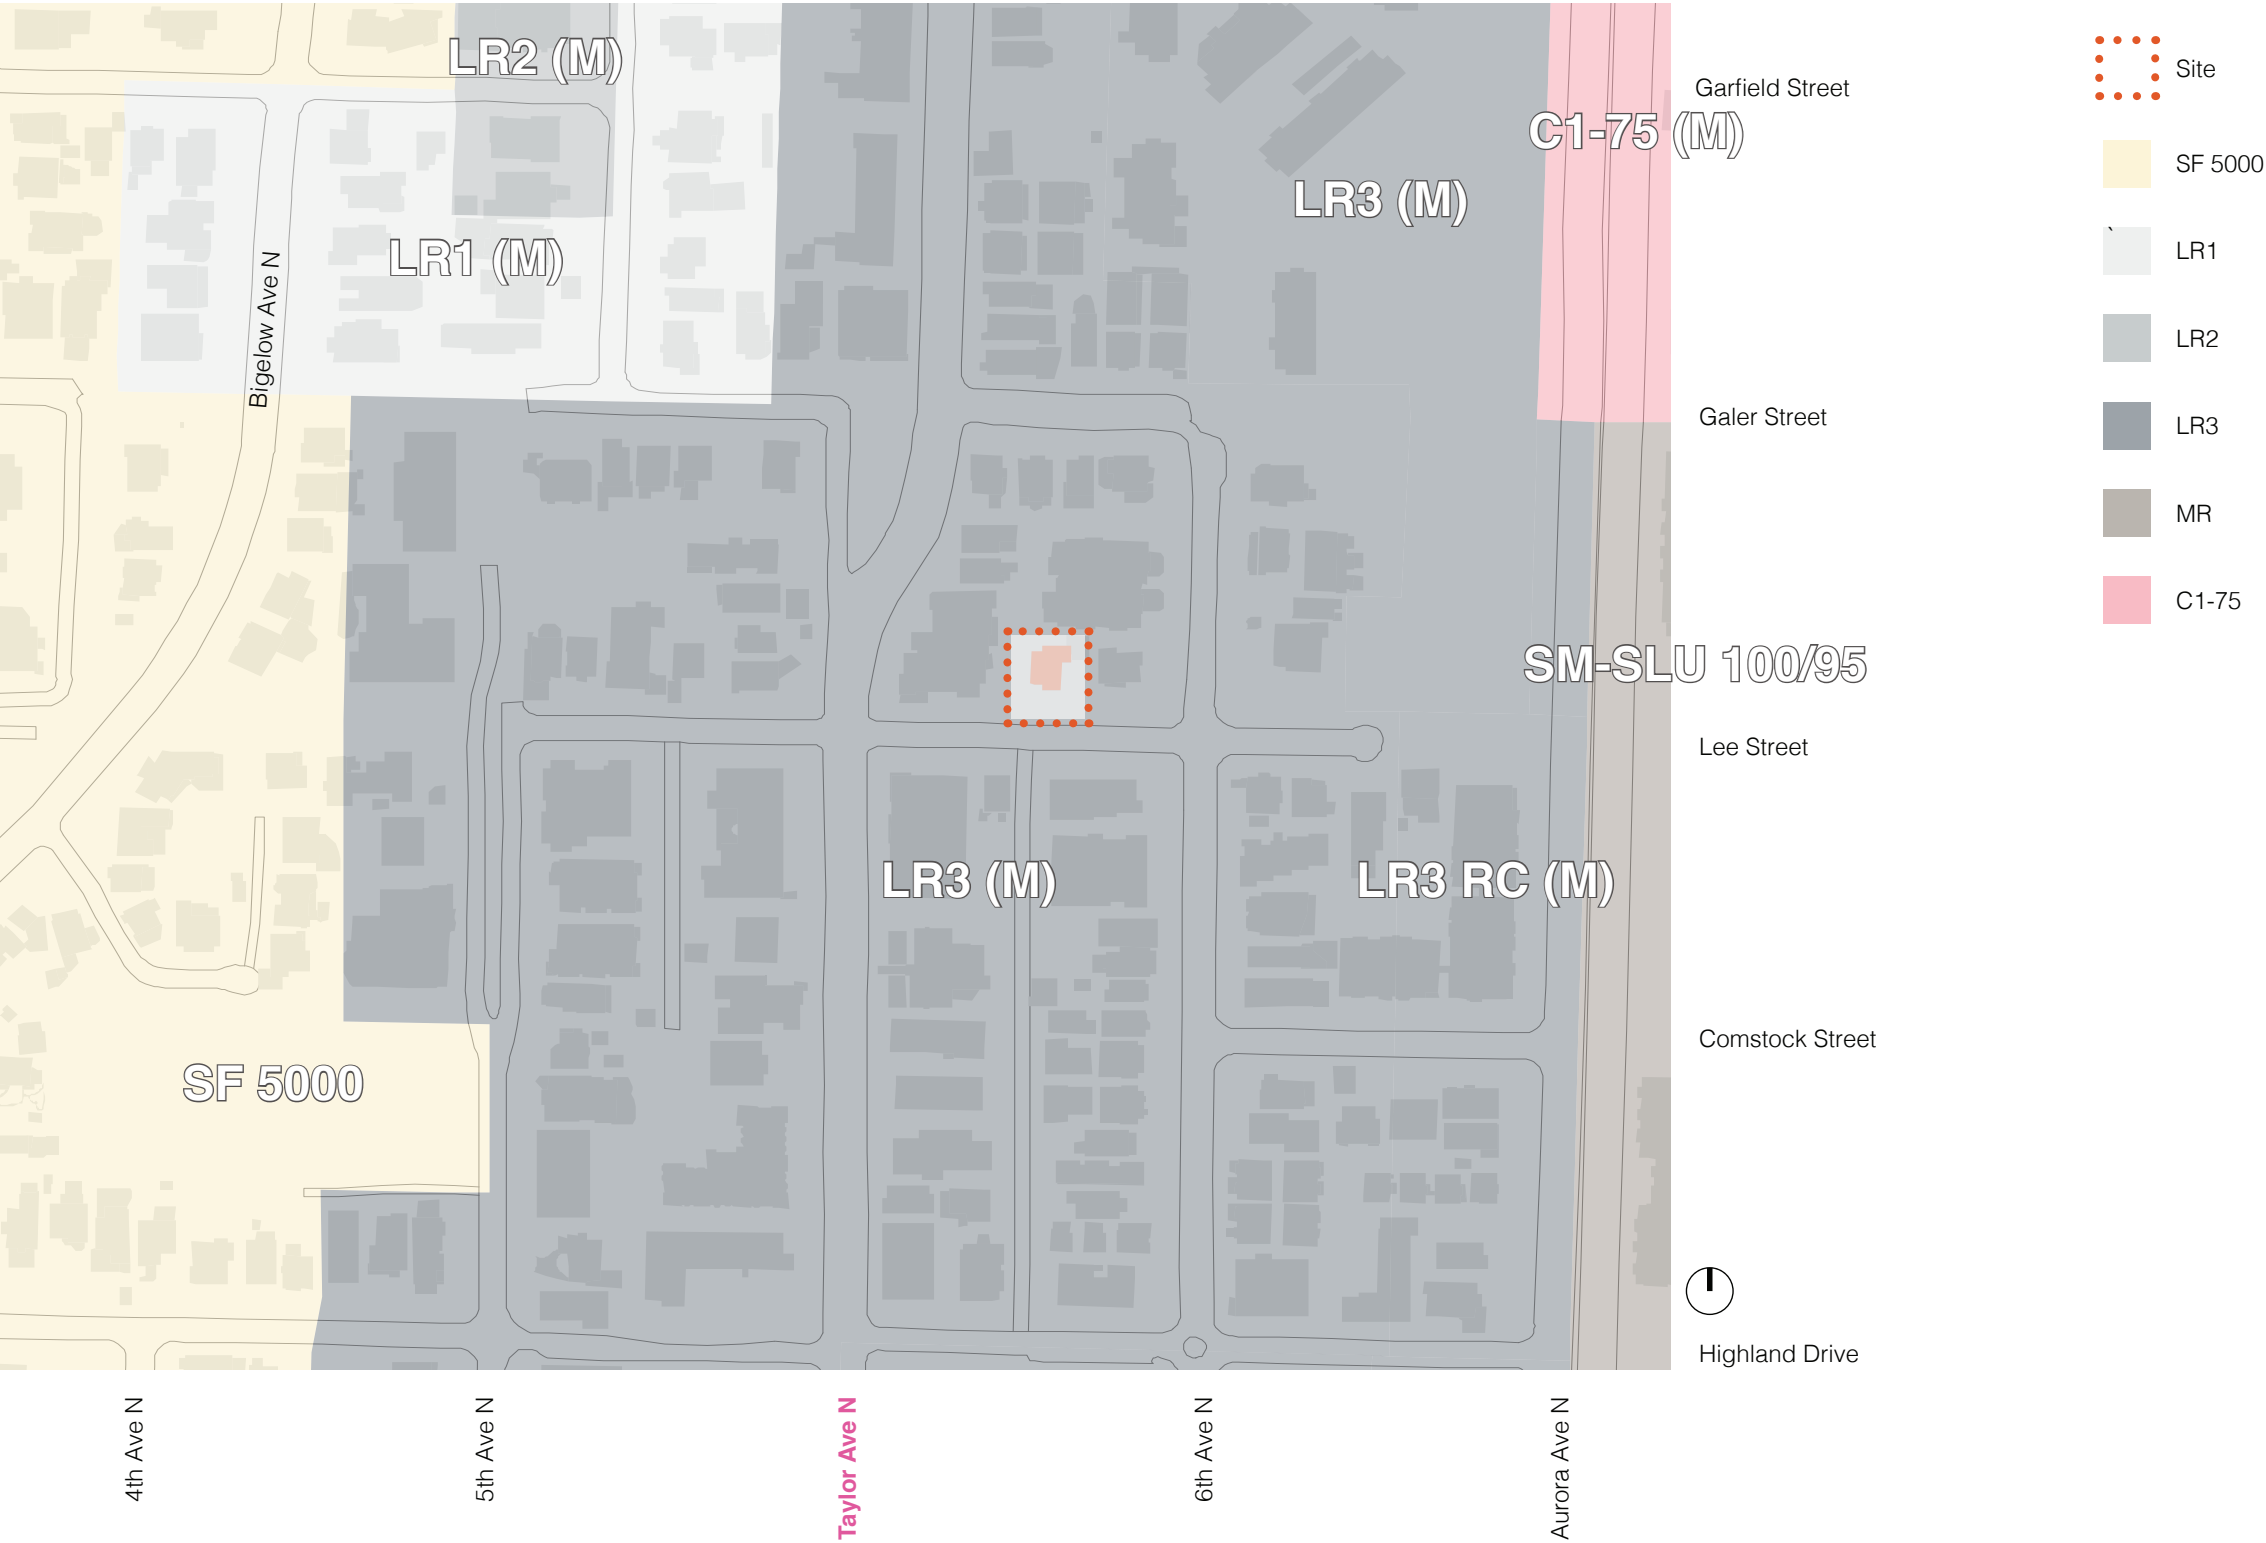 LR2 (M)
Garfield Street
C1-75 (M)
LR3 (M)
LR1 (M)
Bigelow Ave N
Galer Street
SM-SLU 100/95
Lee Street
LR3 (M)
LR3 RC (M)
Comstock Street
SF 5000
Highland Drive
4th Ave N
5th Ave N
Taylor Ave N
6th Ave N
Aurora Ave N
Site
SF 5000
`
LR1
LR2
LR3
MR
C1-75